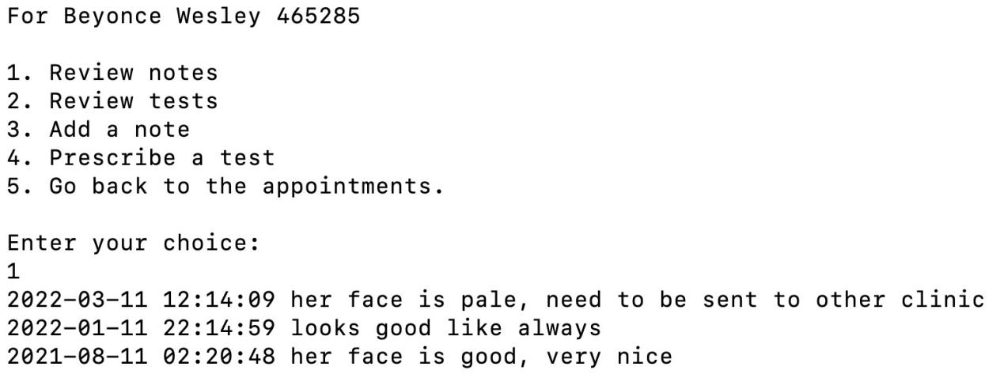 For Beyonce Wesley 465285
1. Review notes
2. Review tests
3. Add a note
4. Prescribe a test
5. Go back to the appointments.
Enter your choice:
1
2022-03-11 12:14:09 her face is pale, need to be sent to other clinic
2022-01-11 22:14:59 looks good like always
2021-08-11 02:20:48 her face is good, very nice